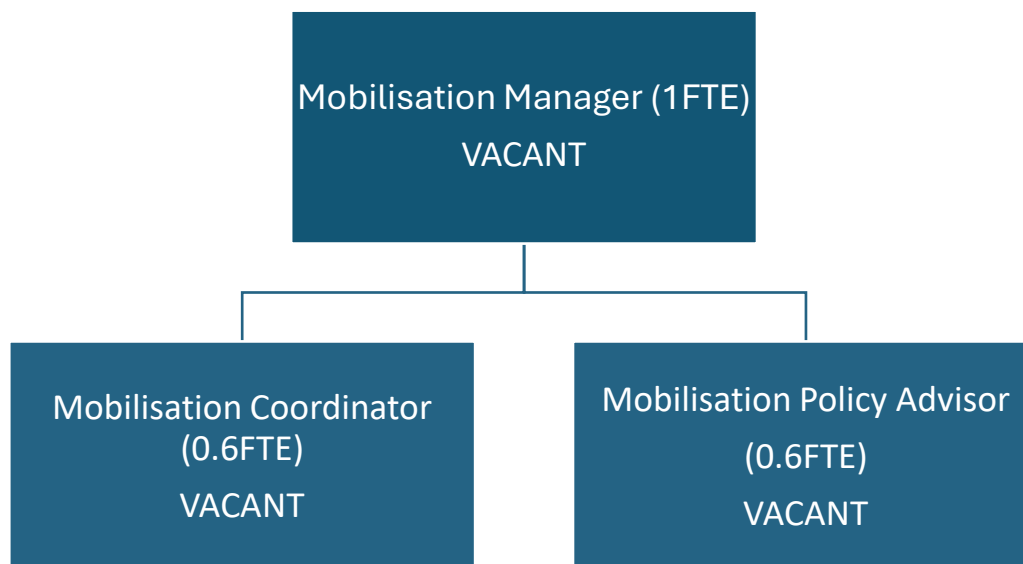 Mobilisation Manager (1FTE)
VACANT
Mobilisation Coordinator
(0.6FTE)
VACANT
Mobilisation Policy Advisor
(0.6FTE)
VACANT